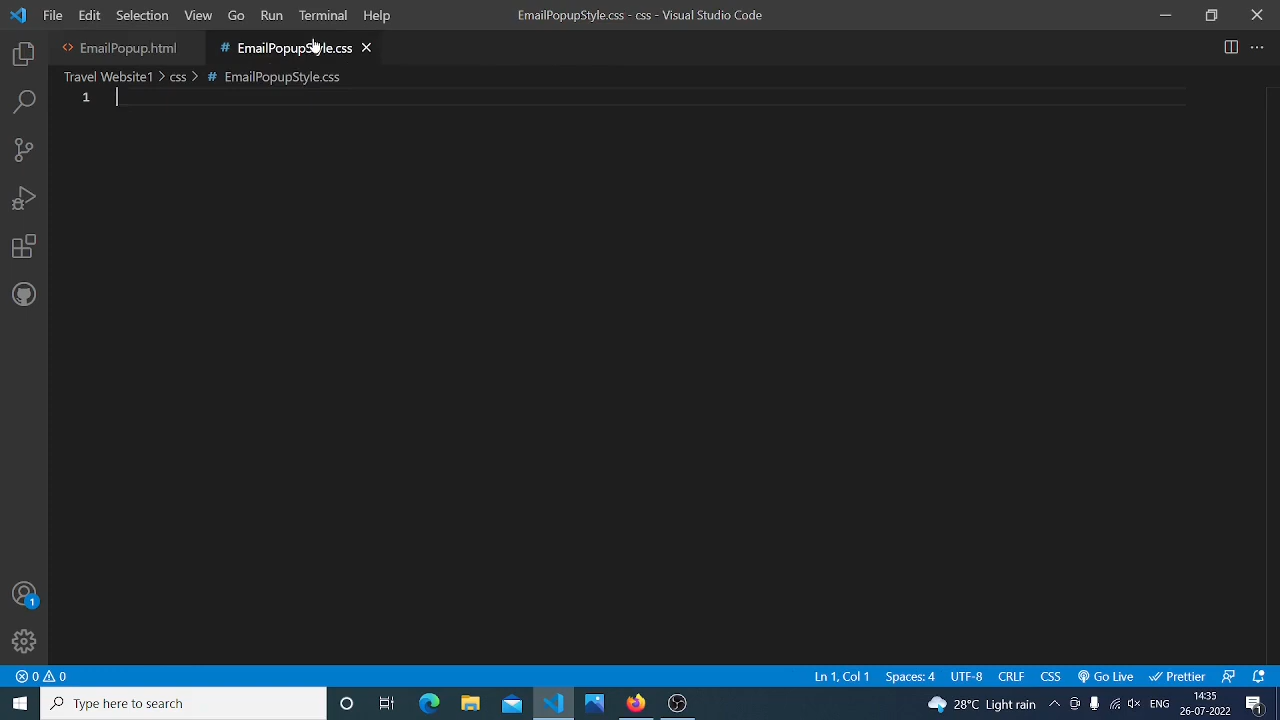 File Edit Selection View Go Run Terminal Help EmailPopupStyle.css - css - Visual Studio Code
<> EmailPopup.html # EmailPopupStyle.css
Travel Website1 > css > # EmailPopupStyle.css
1
1
0 0 Ln 1, Col 1 Spaces: 4 UTF-8 CRLF CSS Go Live Prettier
Type here to search 28°C Light rain ENG 14:35
26-07-2022 1